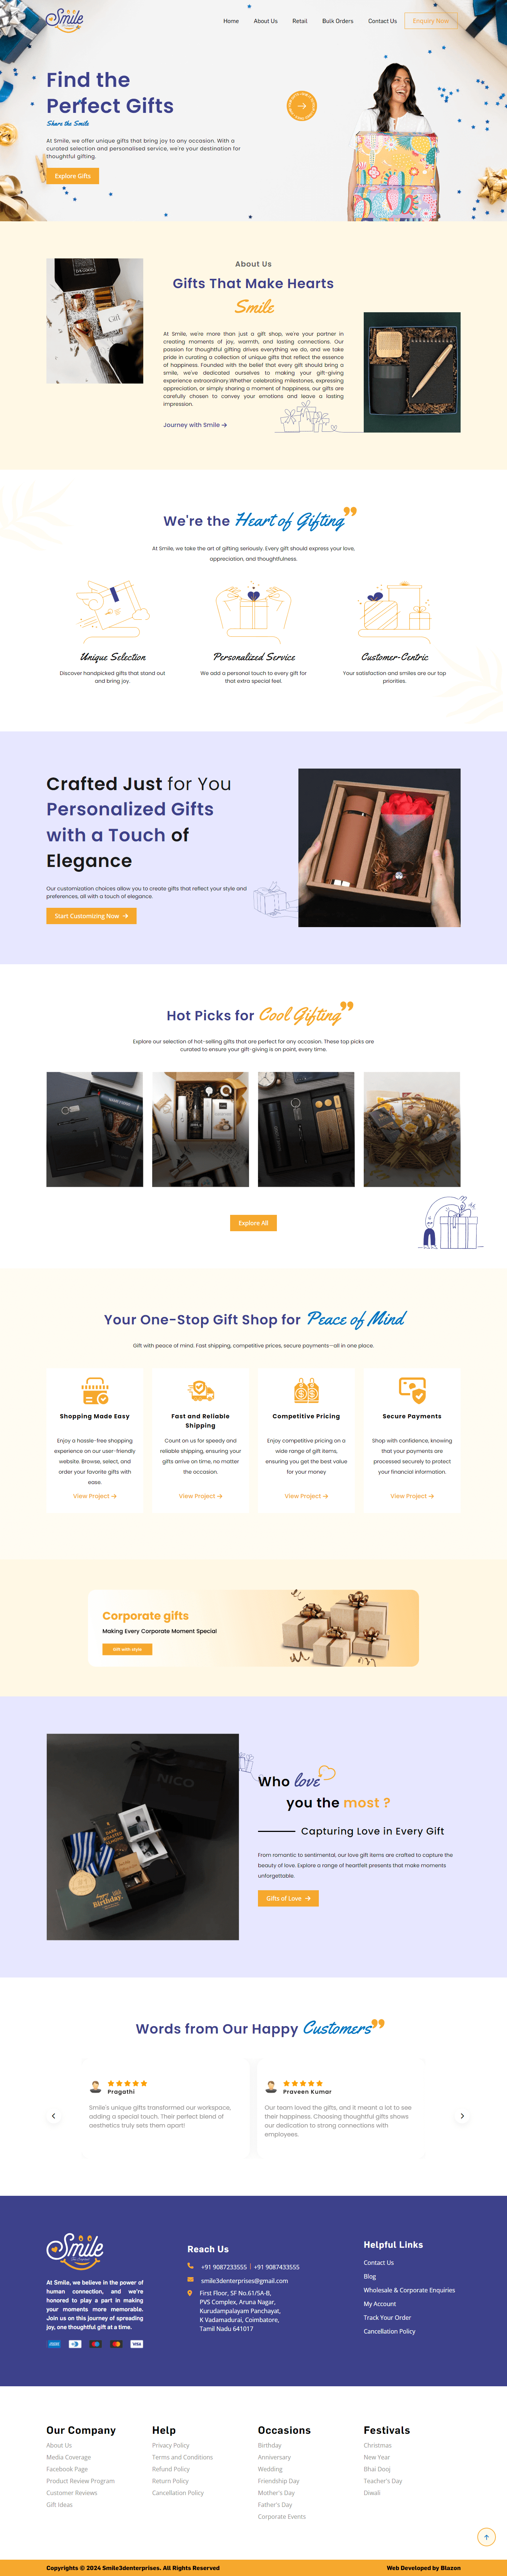 Smile
Home
About Us
Retail
Bulk Orders
Contact Us
Enquiry Now
Find the
Perfect Gifts
Share the Smile
At Smile, we offer unique gifts that bring joy to any occasion. With a
curated selection and personalised service, we're your destination for
thoughtful gifting.
Explore Gifts
About Us
Gifts That Make Hearts
Smile
At Smile, we're more than just a gift shop, we're your partner in
creating moments of joy, warmth, and lasting connections. Our
passion for thoughtful gifting drives everything we do, and we take
pride in curating a collection of unique gifts that reflect the essence
of happiness. Founded with the belief that every gift should bring a
smile, we've dedicated ourselves to making your gift-giving
experience extraordinary.Whether celebrating milestones, expressing
appreciation, or simply sharing a moment of happiness, our gifts are
carefully chosen to convey your emotions and leave a lasting
impression.
Journey with Smile
We're the Heart of Gifting
At Smile, we take the art of gifting seriously. Every gift should express your love,
appreciation, and thoughtfulness.
Unique Selection
Discover handpicked gifts that stand out
and bring joy.
Personalized Service
We add a personal touch to every gift for
that extra special feel.
Customer-Centric
Your satisfaction and smiles are our top
priorities.
Crafted Just for You
Personalized Gifts
with a Touch of
Elegance
Our customization choices allow you to create gifts that reflect your style and
preferences, all with a touch of elegance.
Start Customizing Now
Hot Picks for Cool Gifting
Explore our selection of hot-selling gifts that are perfect for any occasion. These top picks are
curated to ensure your gift-giving is on point, every time.
Explore All
Your One-Stop Gift Shop for Peace of Mind
Gift with peace of mind. Fast shipping, competitive prices, secure payments—all in one place.
Shopping Made Easy
Enjoy a hassle-free shopping
experience on our user-friendly
website. Browse, select, and
order your favorite gifts with
ease.
View Project
Fast and Reliable
Shipping
Count on us for speedy and
reliable shipping, ensuring your
gifts arrive on time, no matter
the occasion.
View Project
Competitive Pricing
Enjoy competitive pricing on a
wide range of gift items,
ensuring you get the best value
for your money
View Project
Secure Payments
Shop with confidence, knowing
that your payments are
processed securely to protect
your financial information.
View Project
Corporate gifts
Making Every Corporate Moment Special
Gift with style
NICO
Birthday
Who love
you the most ?
Capturing Love in Every Gift
From romantic to sentimental, our love gift items are crafted to capture the
beauty of love. Explore a range of heartfelt presents that make moments
unforgettable.
Gifts of Love
Words from Our Happy Customers
Pragathi
Smile's unique gifts transformed our workspace,
adding a special touch. Their perfect blend of
aesthetics truly sets them apart!
Praveen Kumar
Our team loved the gifts, and it meant a lot to see
their happiness. Choosing thoughtful gifts shows
our dedication to strong connections with
employees.
Smile
At Smile, we believe in the power of
human connection, and we're
honored to play a part in making
your moments more memorable.
Join us on this journey of spreading
joy, one thoughtful gift at a time.
VISA
Reach Us
+91 9087233555 | +91 9087433555
smile3denterprises@gmail.com
First Floor, SF No.61/5A-B,
PVS Complex, Aruna Nagar,
Kurudampalayam Panchayat,
K Vadamadurai, Coimbatore,
Tamil Nadu 641017
Helpful Links
Contact Us
Blog
Wholesale & Corporate Enquiries
My Account
Track Your Order
Cancellation Policy
Our Company
About Us
Media Coverage
Facebook Page
Product Review Program
Customer Reviews
Gift Ideas
Help
Privacy Policy
Terms and Conditions
Refund Policy
Return Policy
Cancellation Policy
Occasions
Birthday
Anniversary
Wedding
Friendship Day
Mother's Day
Father's Day
Corporate Events
Festivals
Christmas
New Year
Bhai Dooj
Teacher's Day
Diwali
Copyrights © 2024 Smile3denterprises. All Rights Reserved
Web Developed by Blazon